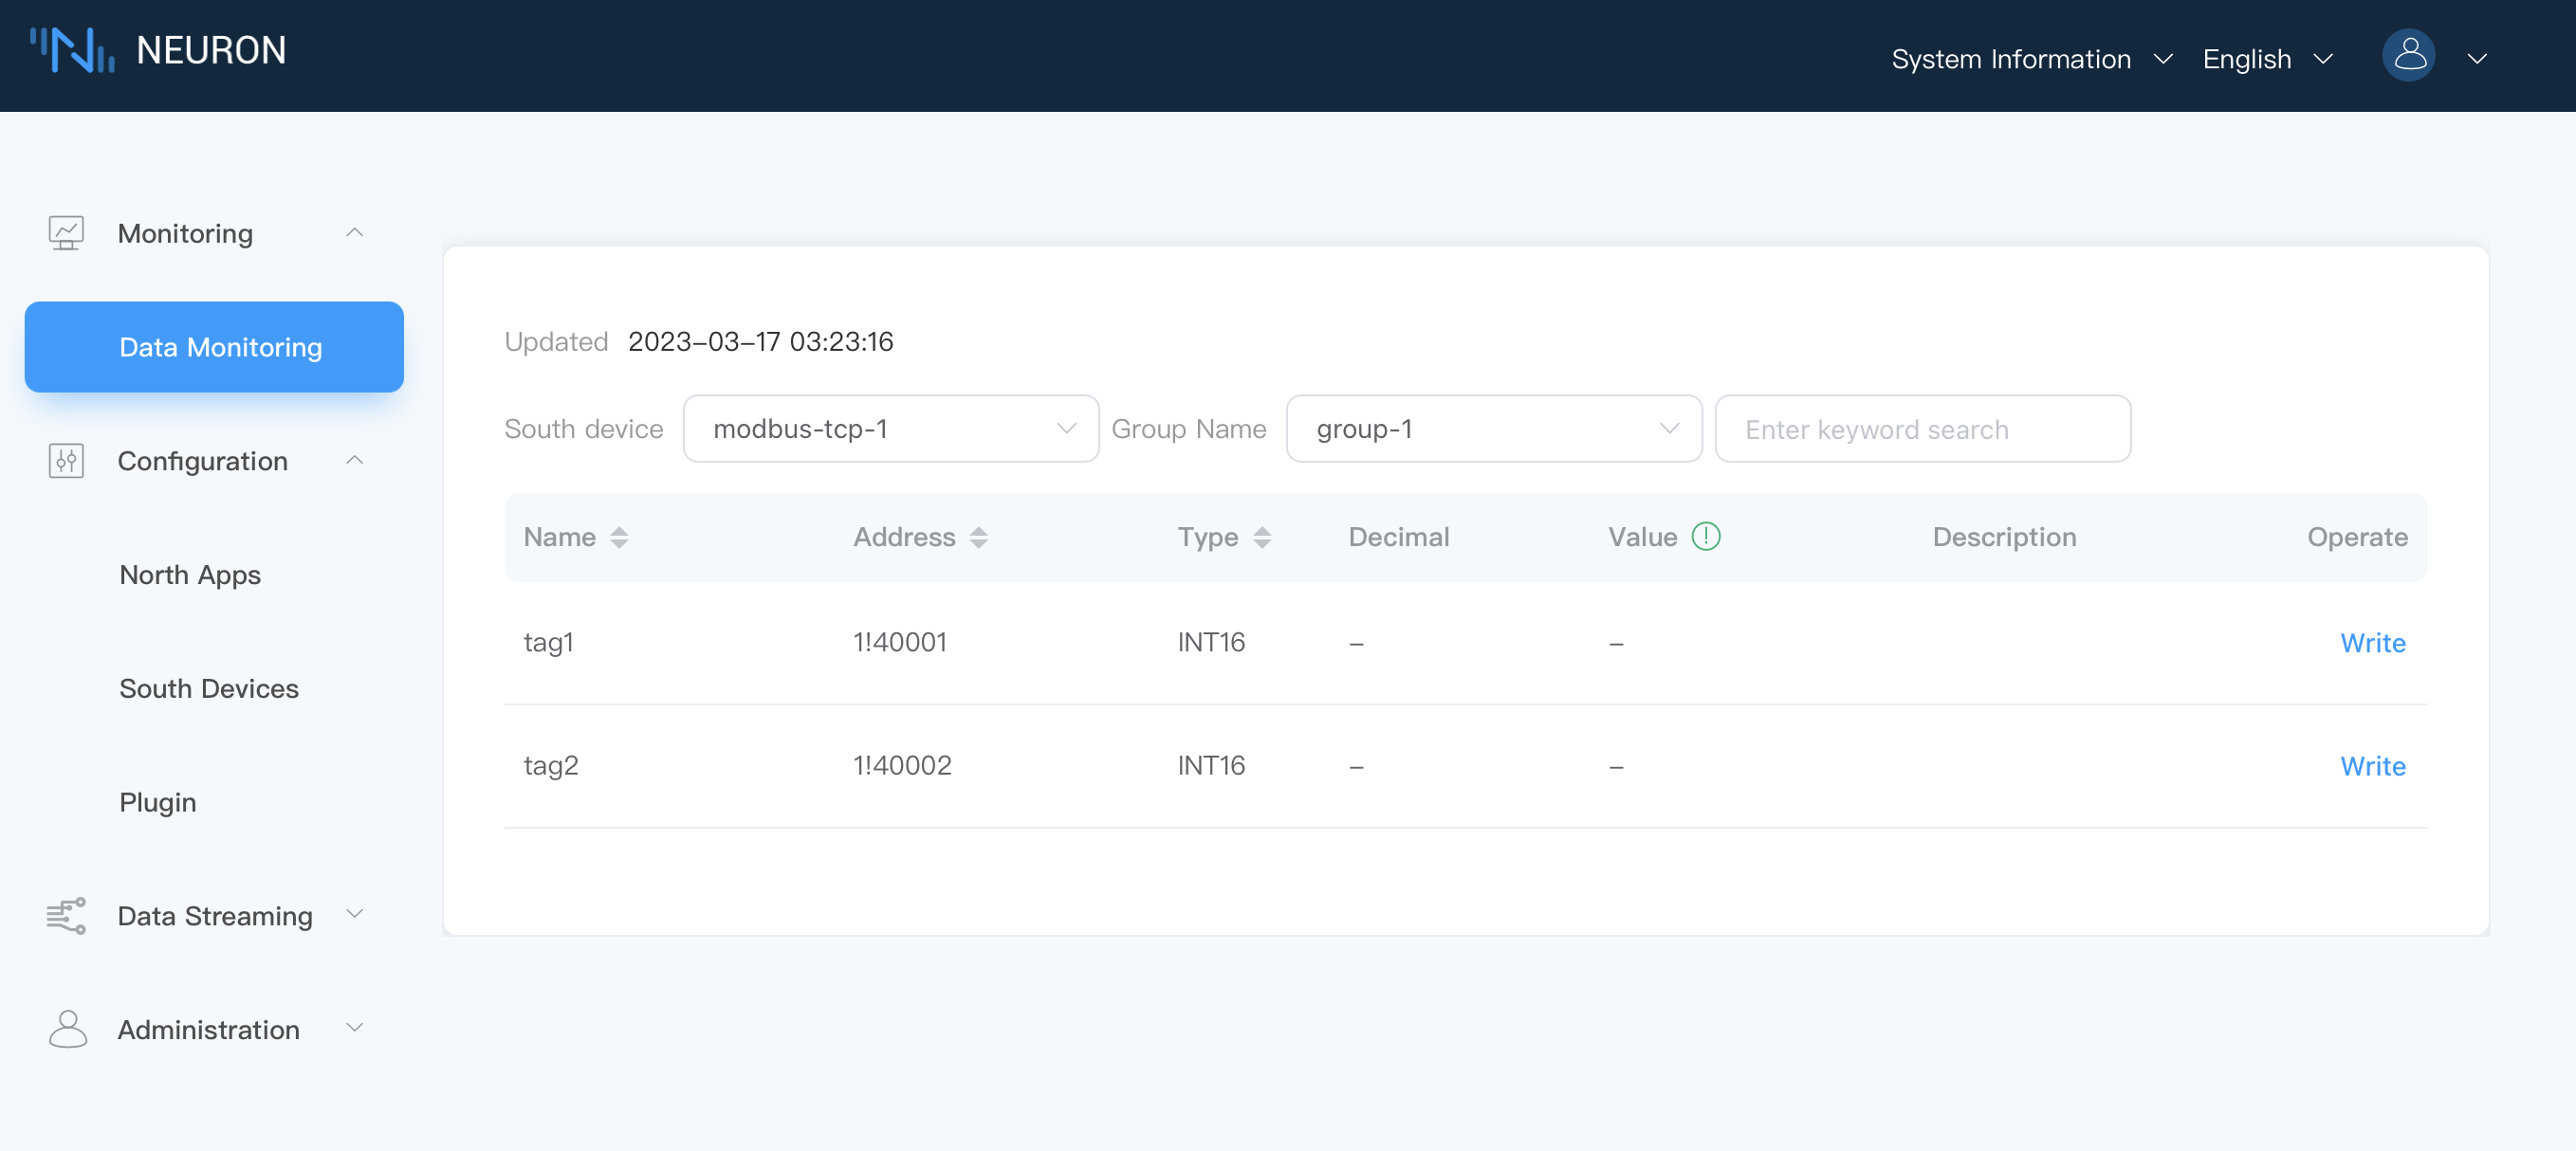 NEURON
System Information English
Monitoring
Data Monitoring
Configuration
North Apps
South Devices
Plugin
Data Streaming
Administration
Updated 2023-03-17 03:23:16
South device modbus-tcp-1 Group Name group-1 Enter keyword search
Name Address Type Decimal Value Description Operate
tag1 1!40001 INT16 – – Write
tag2 1!40002 INT16 – – Write